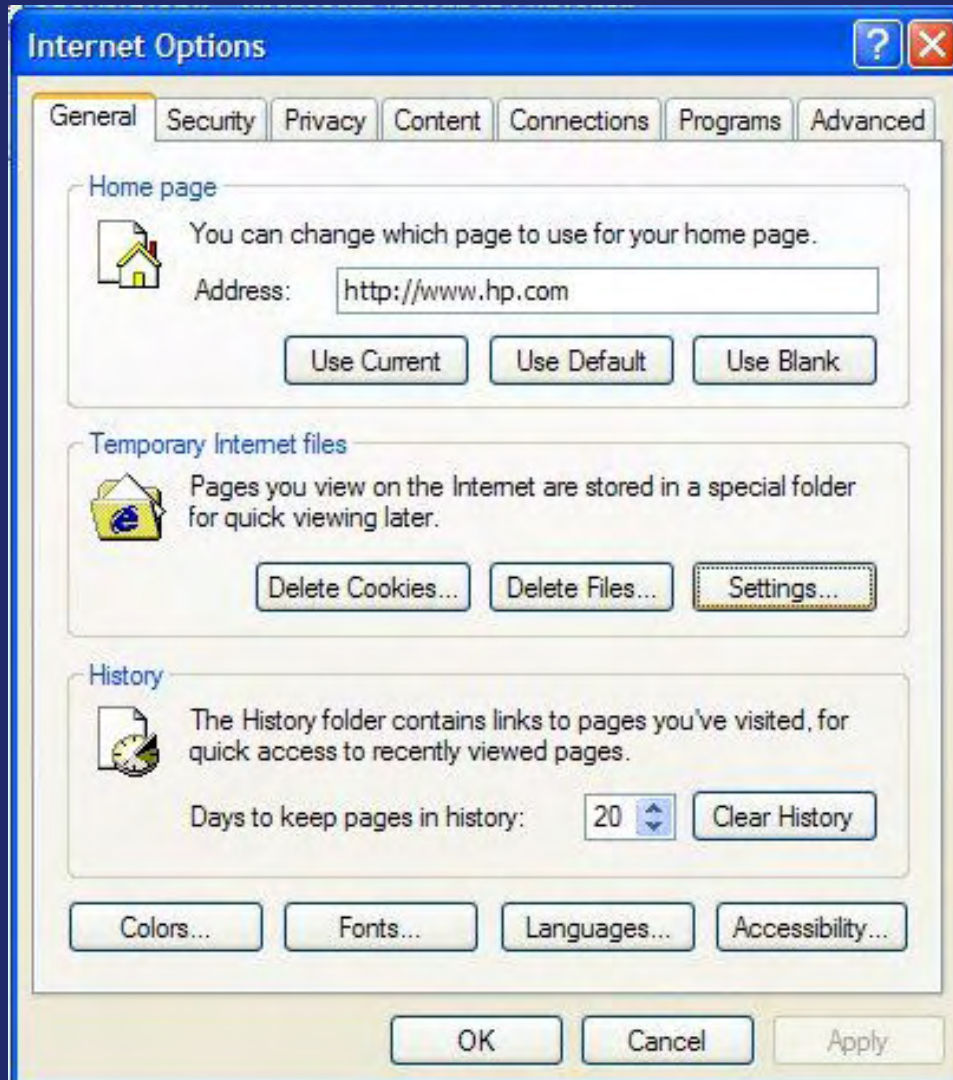 Internet Options
General Security Privacy Content Connections Programs Advanced
Home page
You can change which page to use for your home page.
Address: http://www.hp.com
Use Current Use Default Use Blank
Temporary Internet files
Pages you view on the Internet are stored in a special folder
for quick viewing later.
Delete Cookies... Delete Files... Settings...
History
The History folder contains links to pages you've visited, for
quick access to recently viewed pages.
Days to keep pages in history: 20 Clear History
Colors... Fonts... Languages... Accessibility...
OK Cancel Apply